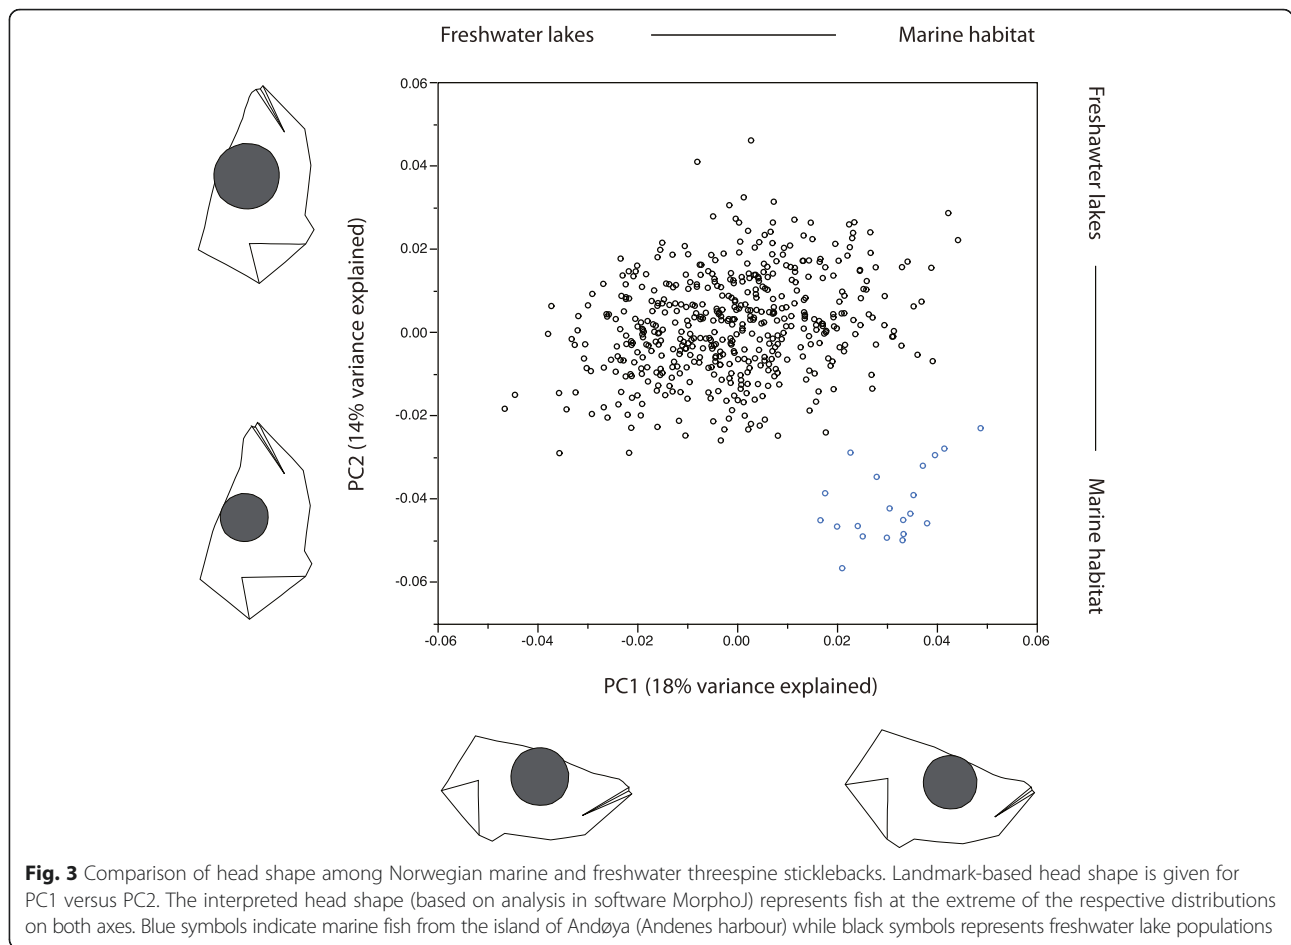 Freshwater lakes Marine habitat
0.06
0.04
0.02
0.00
-0.02
-0.04
-0.06
PC2 (14% variance explained)
Freshawter lakes
Marine habitat
-0.06 -0.04 -0.02 0.00 0.02 0.04 0.06
PC1 (18% variance explained)
Fig. 3 Comparison of head shape among Norwegian marine and freshwater threespine sticklebacks. Landmark-based head shape is given for
PC1 versus PC2. The interpreted head shape (based on analysis in software MorphoJ) represents fish at the extreme of the respective distributions
on both axes. Blue symbols indicate marine fish from the island of Andøya (Andenes harbour) while black symbols represents freshwater lake populations